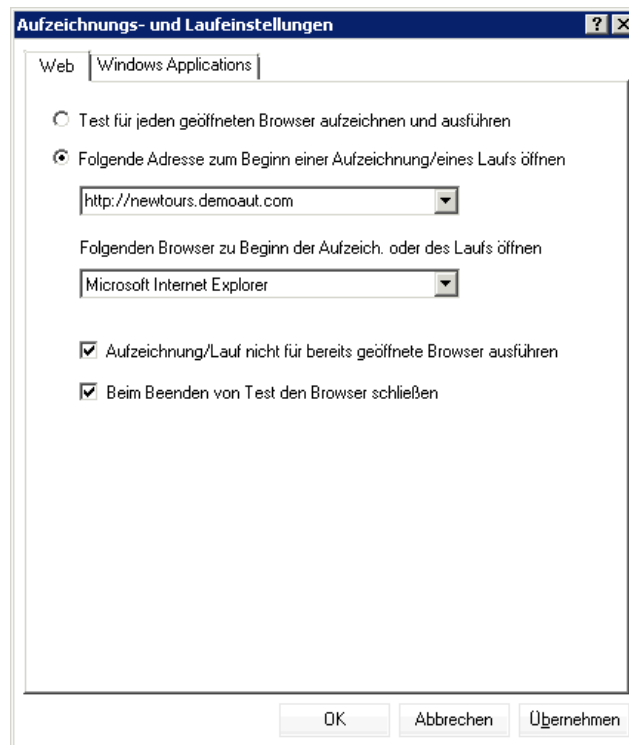 Aufzeichnungs- und Laufeinstellungen
Web
Windows Applications
Test für jeden geöffneten Browser aufzeichnen und ausführen
Folgende Adresse zum Beginn einer Aufzeichnung/eines Laufs öffnen
http://newtours.demoaut.com
Folgenden Browser zu Beginn der Aufzeich. oder des Laufs öffnen
Microsoft Internet Explorer
Aufzeichnung/Lauf nicht für bereits geöffnete Browser ausführen
Beim Beenden von Test den Browser schließen
OK Abbrechen Übernehmen